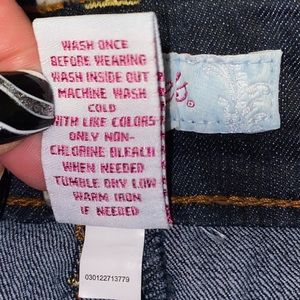 WASH ONCE
BEFORE WEARING
WASH INSIDE OUT
MACHINE WASH
COLD
WITH LIKE COLORS
ONLY NON-
CHLORINE BLEACH
WHEN NEEDED
TUMBLE DRY LOW
WARM IRON
IF NEEDED
030122713779